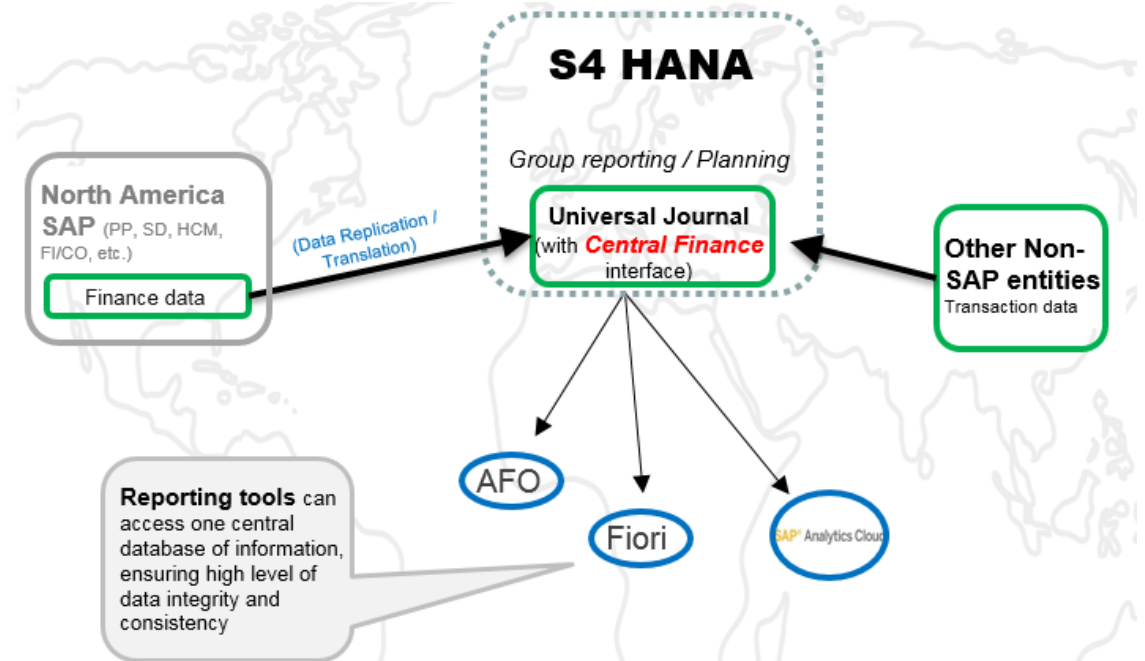 S4 HANA
Group reporting / Planning
Universal Journal
(with Central Finance
interface)
North America
SAP (PP, SD, HCM,
FI/CO, etc.)
Finance data
(Data Replication /
Translation)
Other Non-
SAP entities
Transaction data
AFO
Fiori
SAP® Analytics Cloud
Reporting tools can
access one central
database of information,
ensuring high level of
data integrity and
consistency